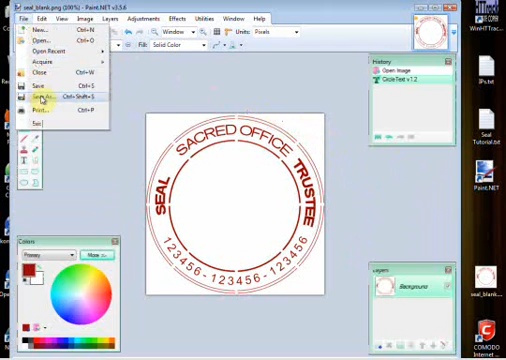 seal_blank.png (100%) - Paint.NET v3.5.6
File Edit View Image Layers Adjustments Effects Utilities Window Help
Window Units: Pixels
Fill: Solid Color
New... Ctrl+N
Open... Ctrl+O
Open Recent
Acquire
Close Ctrl+W
Save Ctrl+S
Save As... Ctrl+Shift+S
Print... Ctrl+P
Exit
SACRED OFFICE
SEAL
TRUSTEE
123456-123456-123456
History
Open Image
CircleText v1.2
Colors
Primary
More >>
Layers
Background
IPs.txt
Seal
Tutorial.txt
Paint.NET
seal_blank...
COMODO